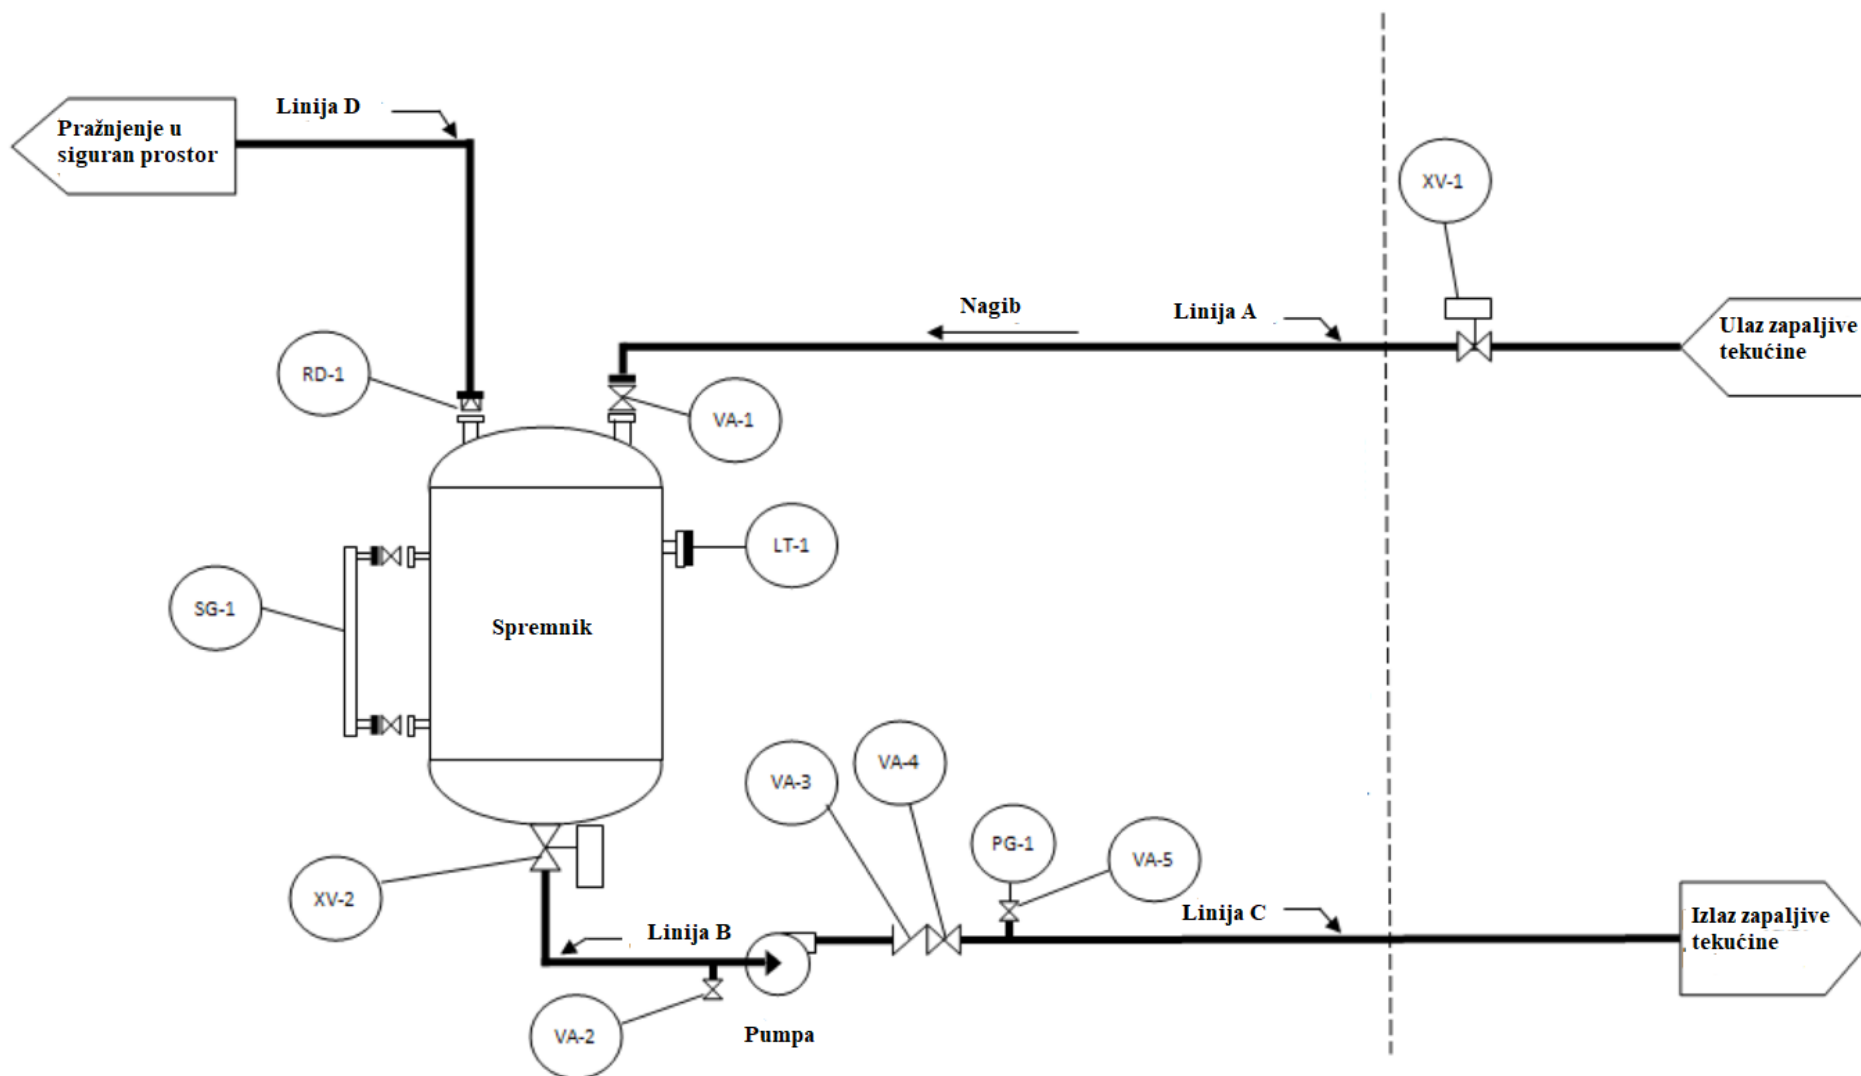 Linija D
Pražnjenje u
siguran prostor
XV-1
Nagib
Linija A
Ulaz zapaljive
tekućine
RD-1
VA-1
LT-1
SG-1
Spremnik
VA-3
VA-4
PG-1
VA-5
XV-2
Linija B
Linija C
Izlaz zapaljive
tekućine
VA-2
Pumpa